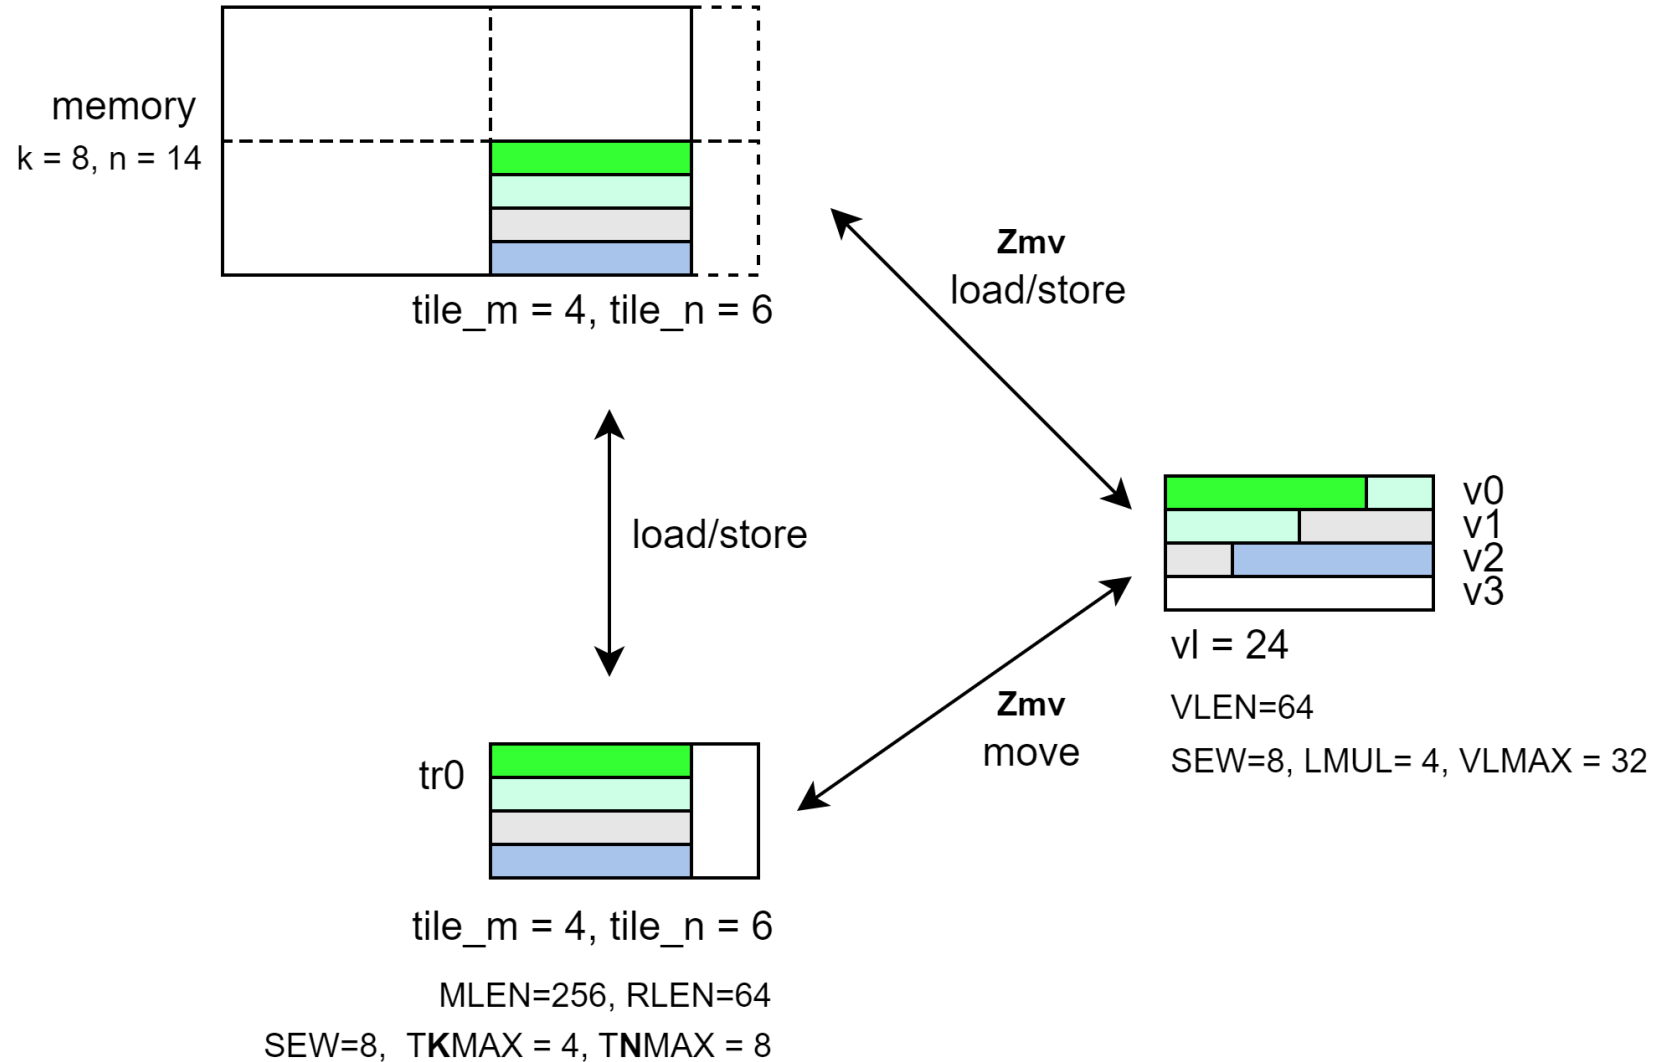 memory
k = 8, n = 14
tile_m = 4, tile_n = 6
Zmv
load/store
load/store
v0
v1
v2
v3
vl = 24
VLEN=64
SEW=8, LMUL= 4, VLMAX = 32
Zmv
move
tr0
tile_m = 4, tile_n = 6
MLEN=256, RLEN=64
SEW=8, TKMAX = 4, TNMAX = 8